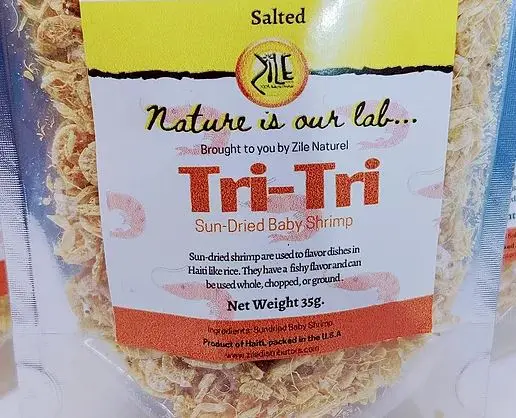 Salted
ZiLE
Nature is our lab...
Brought to you by Zile Naturel
Tri-Tri
Sun-Dried Baby Shrimp
Sun-dried shrimp are used to flavor dishes in
Haiti like rice. They have a fishy flavor and can
be used whole, chopped, or ground.
Net Weight 35g.
Ingredients: Sundried Baby Shrimp
Product of Haiti, packed in the U.S.A
www.ziledistributors.com